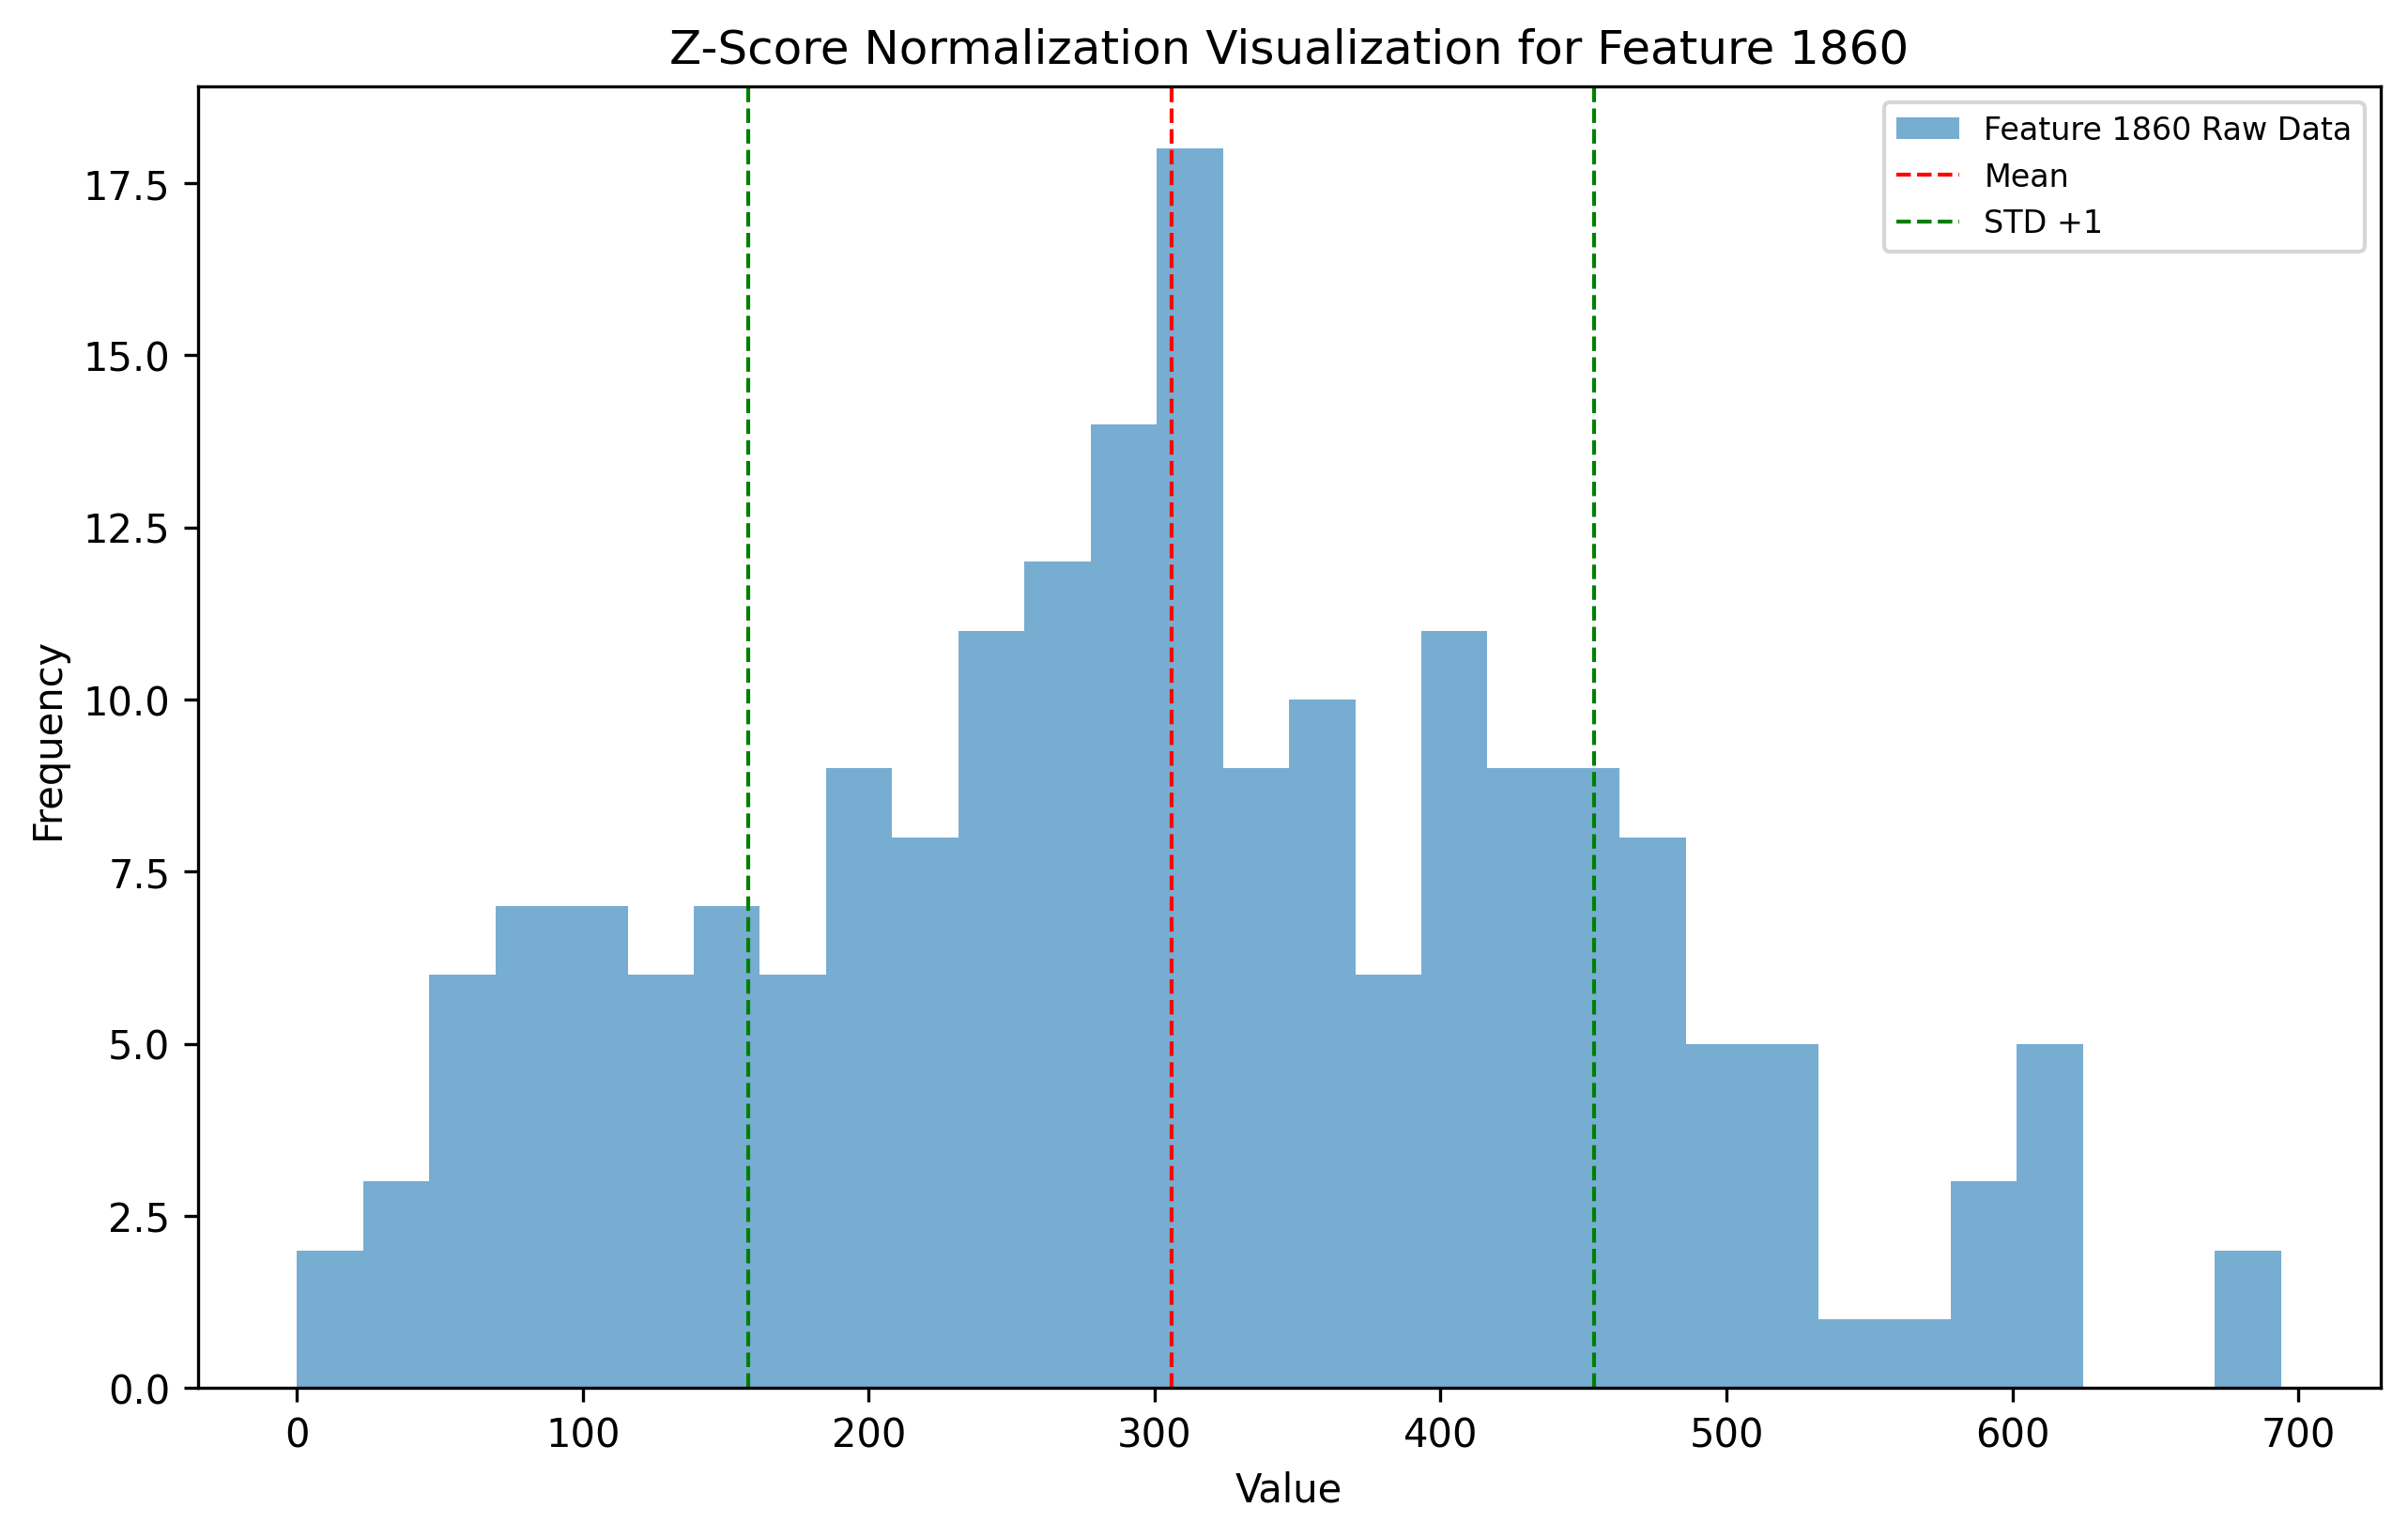 Z-Score Normalization Visualization for Feature 1860
Feature 1860 Raw Data
Mean
STD +1
17.5
15.0
12.5
10.0
7.5
5.0
2.5
0.0
Frequency
0 100 200 300 400 500 600 700
Value